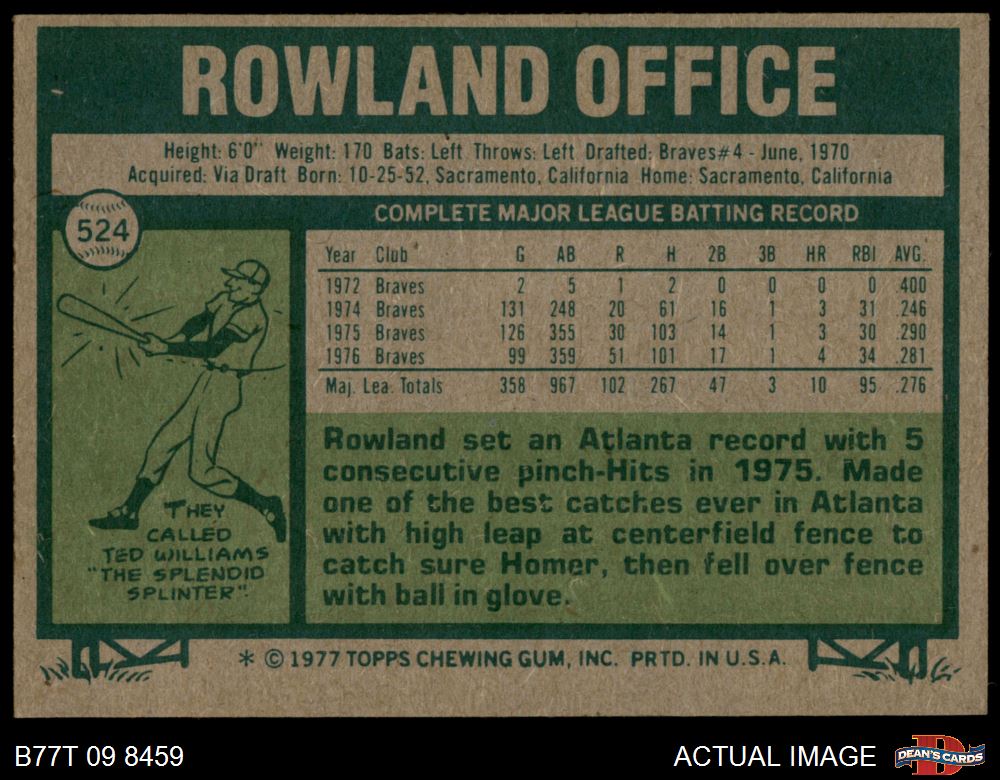 ROWLAND OFFICE
Height: 6'0" Weight: 170 Bats: Left Throws: Left Drafted: Braves#4 - June, 1970
Acquired: Via Draft Born: 10-25-52, Sacramento, California Home: Sacramento, California
524
COMPLETE MAJOR LEAGUE BATTING RECORD
Year Club G AB R H 2B 3B HR RBI AVG.
1972 Braves 2 5 1 2 0 0 0 0 .400
1974 Braves 131 248 20 61 16 1 3 31 .246
1975 Braves 126 355 30 103 14 1 3 30 .290
1976 Braves 99 359 51 101 17 1 4 34 .281
Maj. Lea. Totals 358 967 102 267 47 3 10 95 .276
THEY
CALLED
TED WILLIAMS
"THE SPLENDID
SPLINTER".
Rowland set an Atlanta record with 5
consecutive pinch-Hits in 1975. Made
one of the best catches ever in Atlanta
with high leap at centerfield fence to
catch sure Homer, then fell over fence
with ball in glove.
* © 1977 TOPPS CHEWING GUM, INC. PRTD. IN U.S.A.
B77T 09 8459
ACTUAL IMAGE
D
DEAN'S CARDS